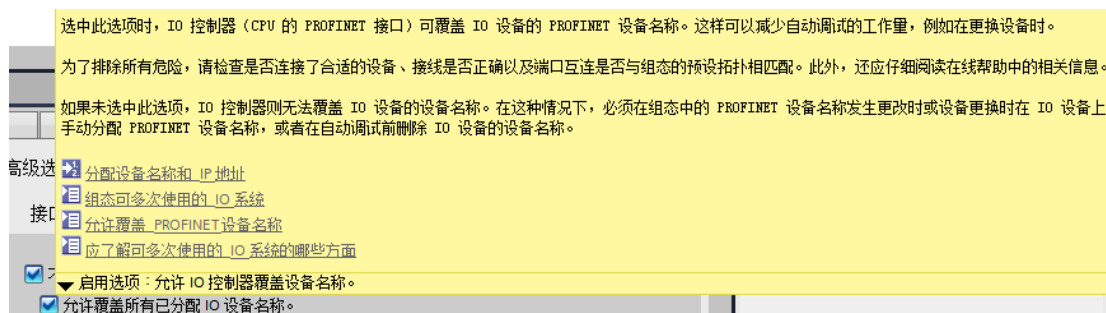 选中此选项时，IO 控制器（CPU 的 PROFINET 接口）可覆盖 IO 设备的 PROFINET 设备名称。这样可以减少自动调试的工作量，例如在更换设备时。
为了排除所有危险，请检查是否连接了合适的设备、接线是否正确以及端口互连是否与组态的预设拓扑相匹配。此外，还应仔细阅读在线帮助中的相关信息。
如果未选中此选项，IO 控制器则无法覆盖 IO 设备的设备名称。在这种情况下，必须在组态中的 PROFINET 设备名称发生更改时或设备更换时在 IO 设备上
手动分配 PROFINET 设备名称，或者在自动调试前删除 IO 设备的设备名称。
高级选
分配设备名称和 IP 地址
组态可多次使用的 IO 系统
接口
允许覆盖 PROFINET 设备名称
应了解可多次使用的 IO 系统的哪些方面
启用选项：允许 IO 控制器覆盖设备名称。
允许覆盖所有已分配 IO 设备名称。